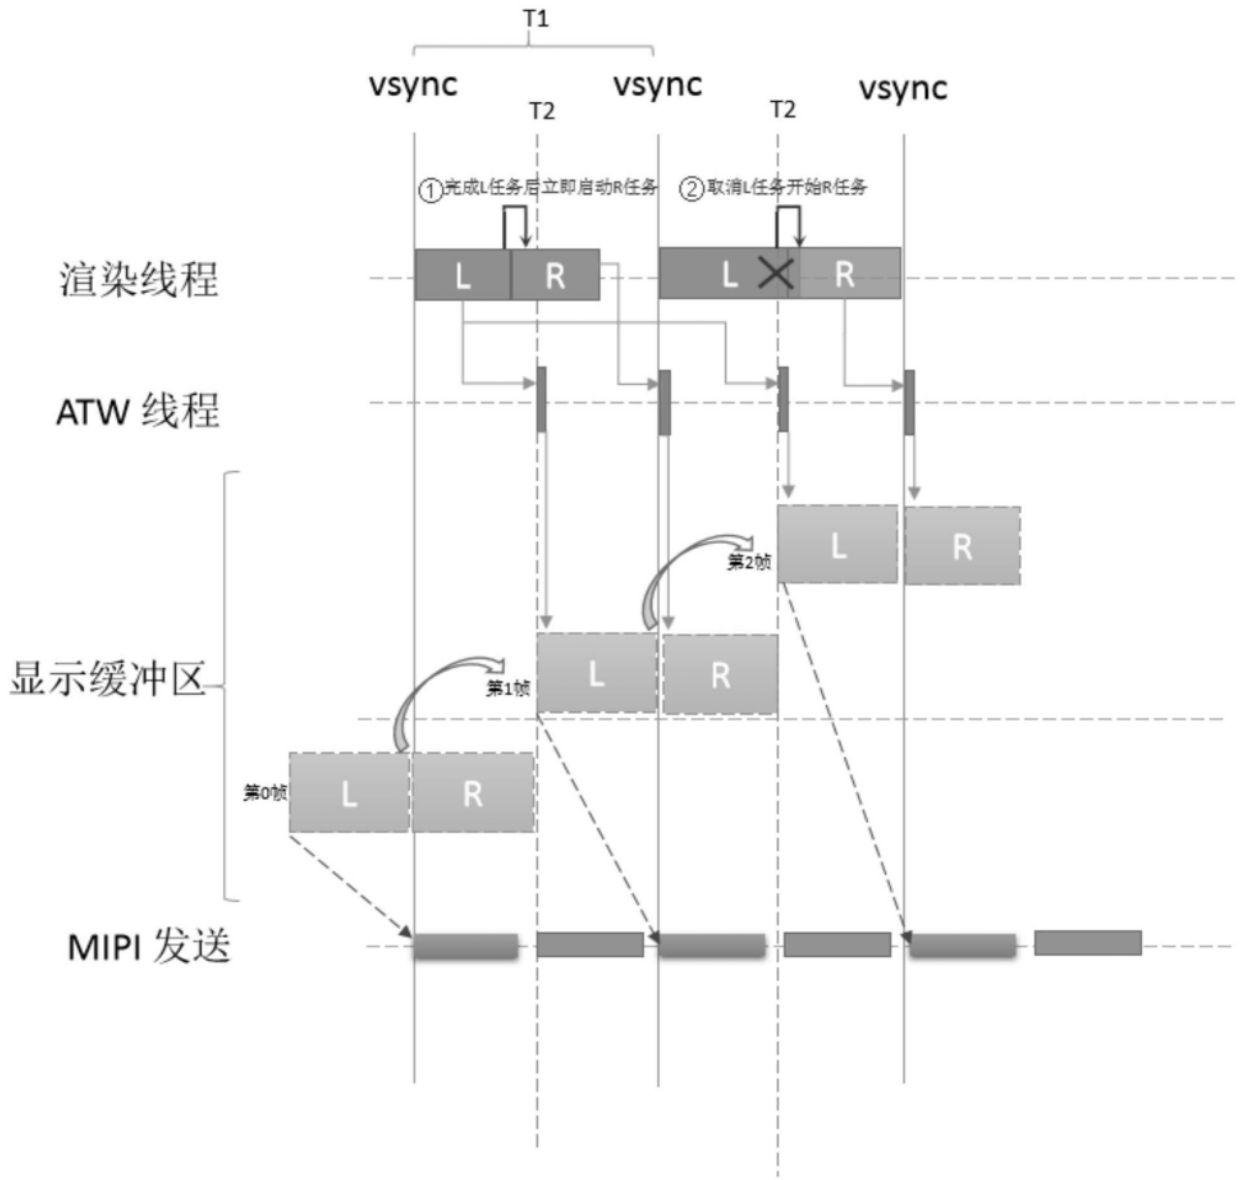 T1
vsync
vsync
vsync
T2
T2
①完成L任务后立即启动R任务
②取消L任务开始R任务
渲染线程
L
R
L
R
ATW 线程
L
R
第2帧
显示缓冲区
L
R
第1帧
第0帧
L
R
MIPI 发送